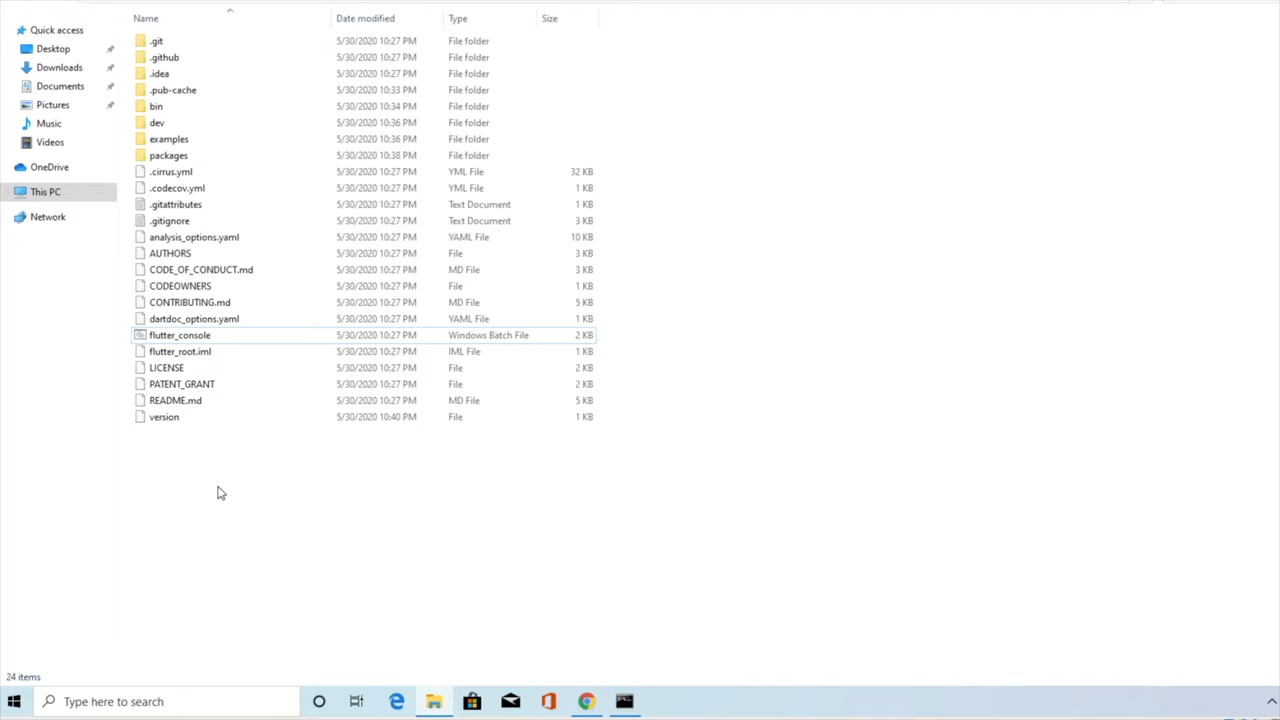 Name Date modified Type Size
Quick access
Desktop
Downloads
Documents
Pictures
Music
Videos
OneDrive
This PC
Network
.git 5/30/2020 10:27 PM File folder
.github 5/30/2020 10:27 PM File folder
.idea 5/30/2020 10:27 PM File folder
.pub-cache 5/30/2020 10:33 PM File folder
bin 5/30/2020 10:34 PM File folder
dev 5/30/2020 10:36 PM File folder
examples 5/30/2020 10:36 PM File folder
packages 5/30/2020 10:38 PM File folder
.cirrus.yml 5/30/2020 10:27 PM YML File 32 KB
.codecov.yml 5/30/2020 10:27 PM YML File 1 KB
.gitattributes 5/30/2020 10:27 PM Text Document 1 KB
.gitignore 5/30/2020 10:27 PM Text Document 3 KB
analysis_options.yaml 5/30/2020 10:27 PM YAML File 10 KB
AUTHORS 5/30/2020 10:27 PM File 3 KB
CODE_OF_CONDUCT.md 5/30/2020 10:27 PM MD File 3 KB
CODEOWNERS 5/30/2020 10:27 PM File 1 KB
CONTRIBUTING.md 5/30/2020 10:27 PM MD File 5 KB
dartdoc_options.yaml 5/30/2020 10:27 PM YAML File 1 KB
flutter_console 5/30/2020 10:27 PM Windows Batch File 2 KB
flutter_root.iml 5/30/2020 10:27 PM IML File 1 KB
LICENSE 5/30/2020 10:27 PM File 2 KB
PATENT_GRANT 5/30/2020 10:27 PM File 2 KB
README.md 5/30/2020 10:27 PM MD File 5 KB
version 5/30/2020 10:40 PM File 1 KB
24 items
Type here to search